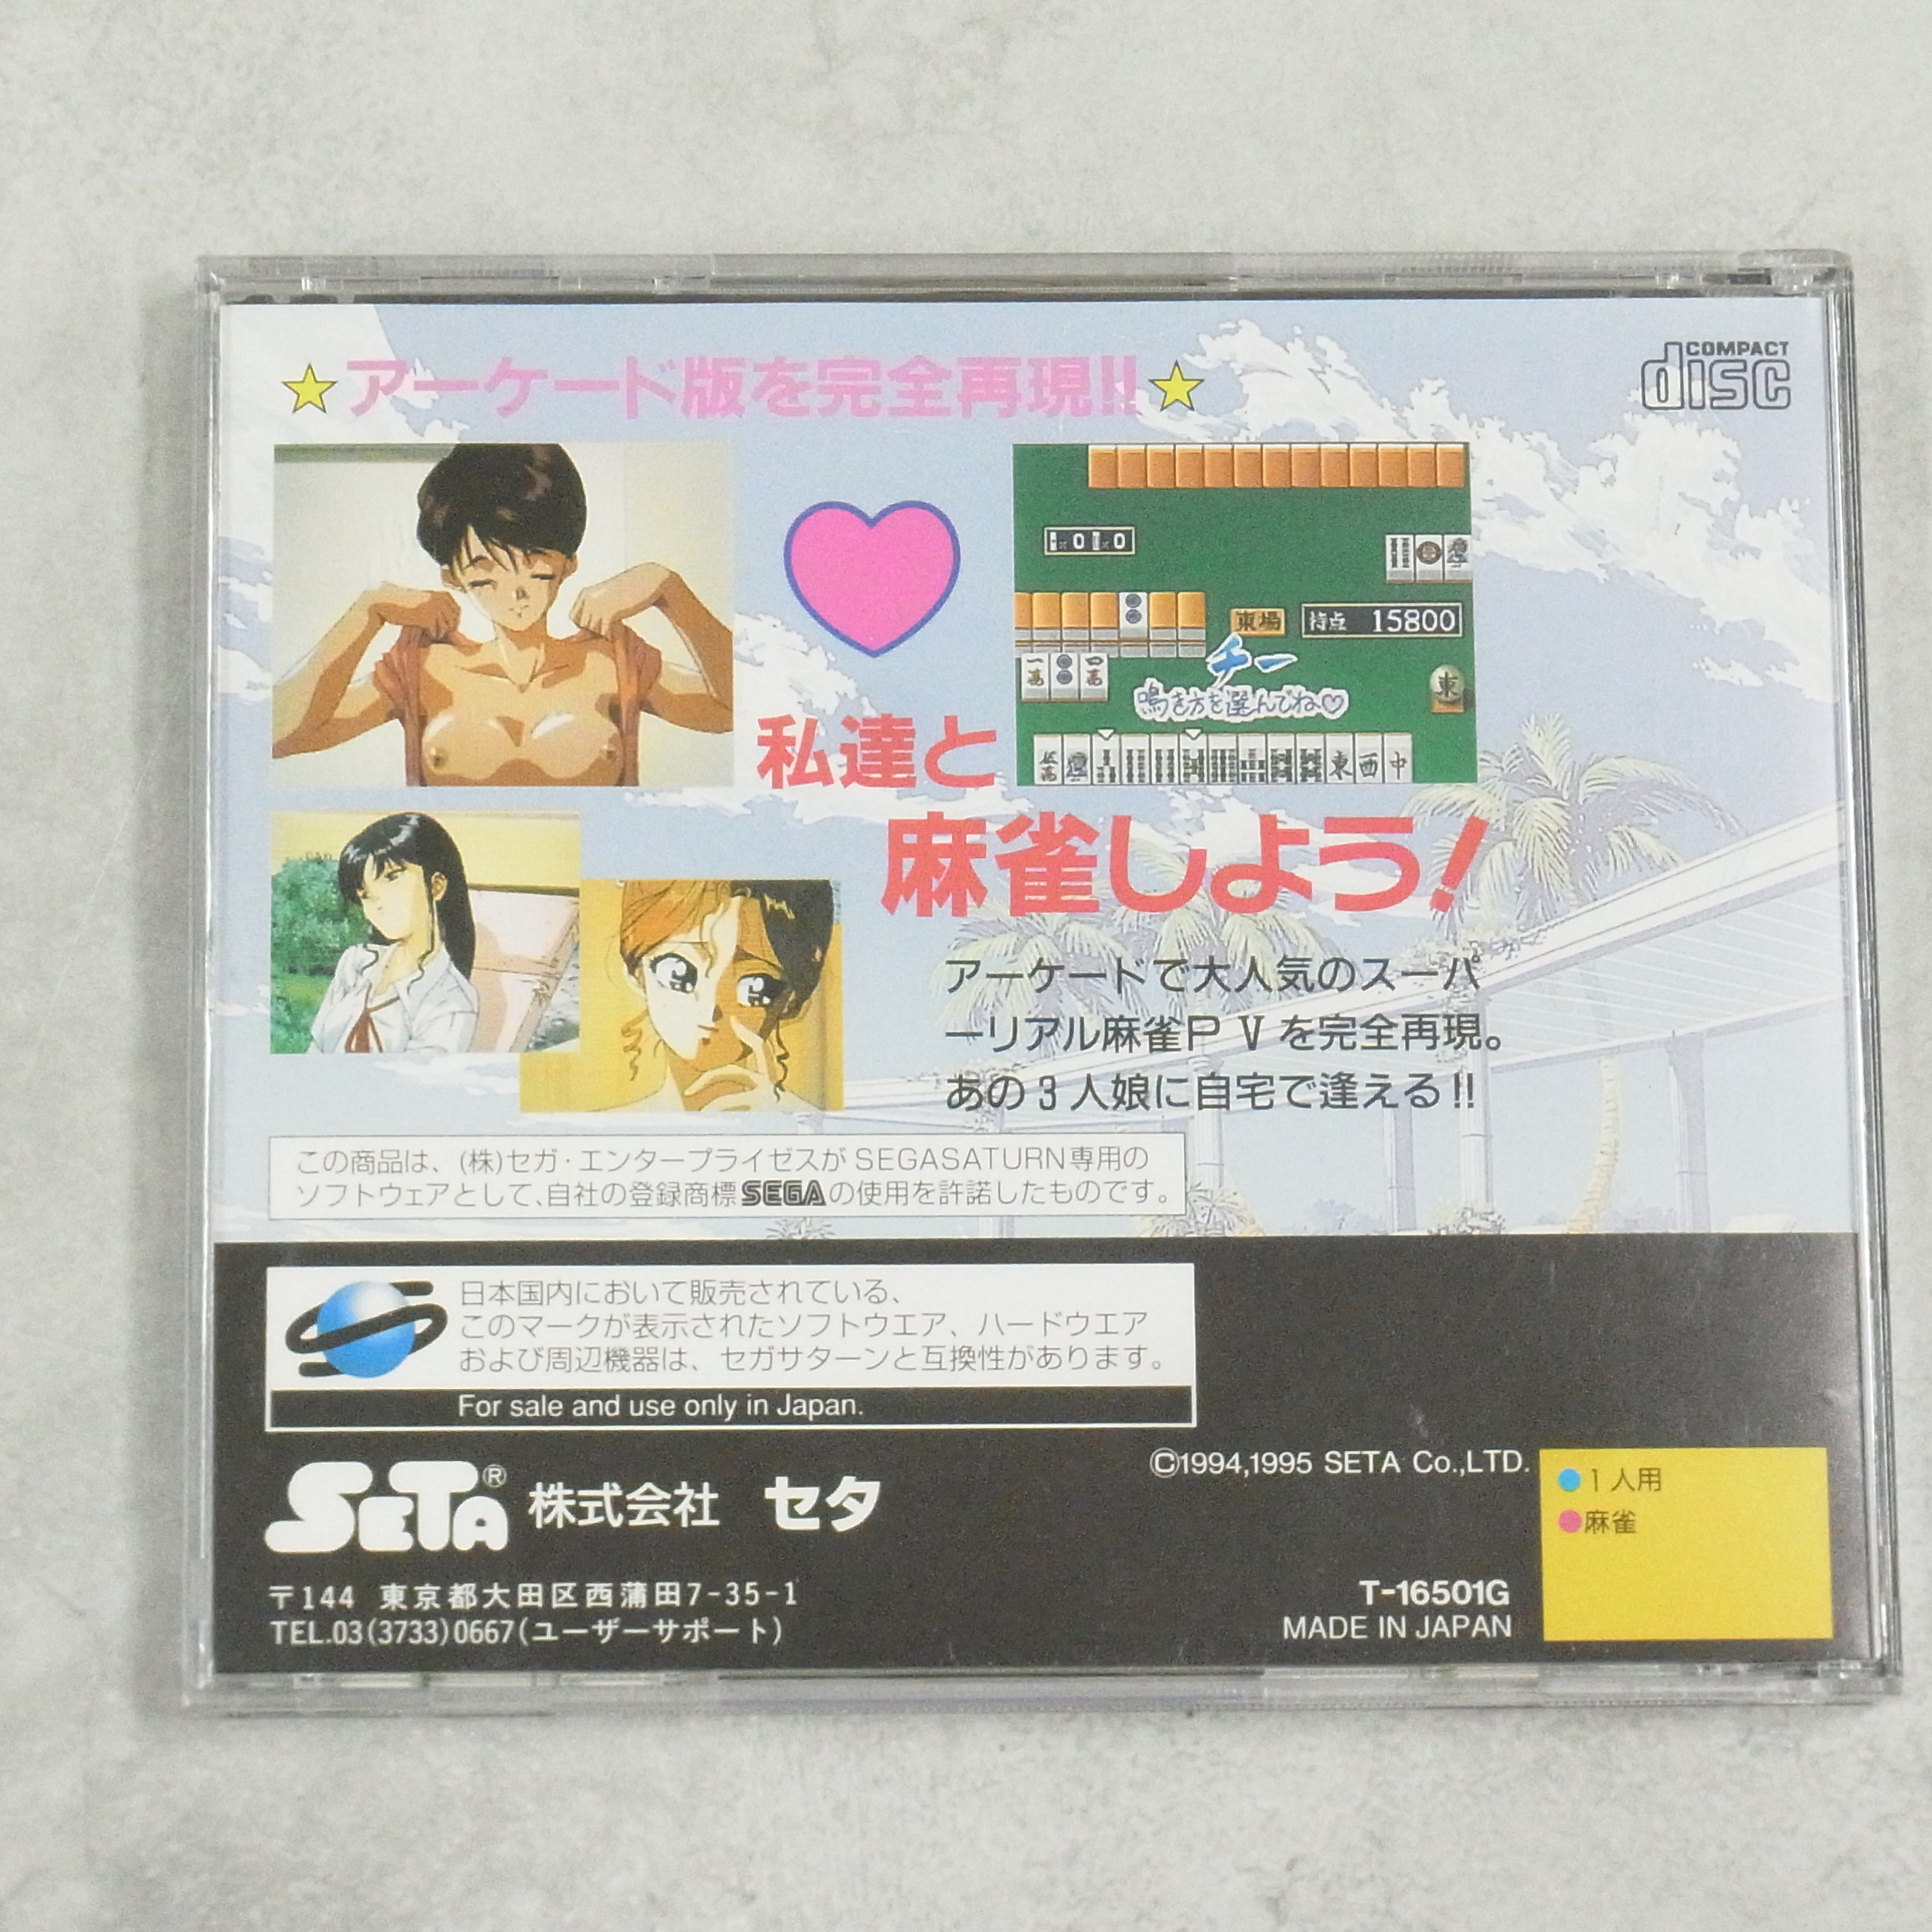 ★アーケード版を完全再現!!★
COMPACT
disc
0 0
東場
持点 15800
チー
鳴き方を選んでね♡
東
東 西 中
私達と
麻雀しよう!
アーケードで大人気のスーパ
ーリアル麻雀PⅤを完全再現。
あの3人娘に自宅で逢える!!
この商品は、(株)セガ・エンタープライゼスがSEGASATURN専用の
ソフトウェアとして、自社の登録商標SEGAの使用を許諾したものです。
日本国内において販売されている、
このマークが表示されたソフトウエア、ハードウエア
および周辺機器は、セガサターンと互換性があります。
For sale and use only in Japan.
SETA® 株式会社 セタ
〒144 東京都大田区西蒲田7-35-1
TEL.03(3733)0667(ユーザーサポート)
©1994,1995 SETA Co.,LTD.
●1人用
●麻雀
T-16501G
MADE IN JAPAN